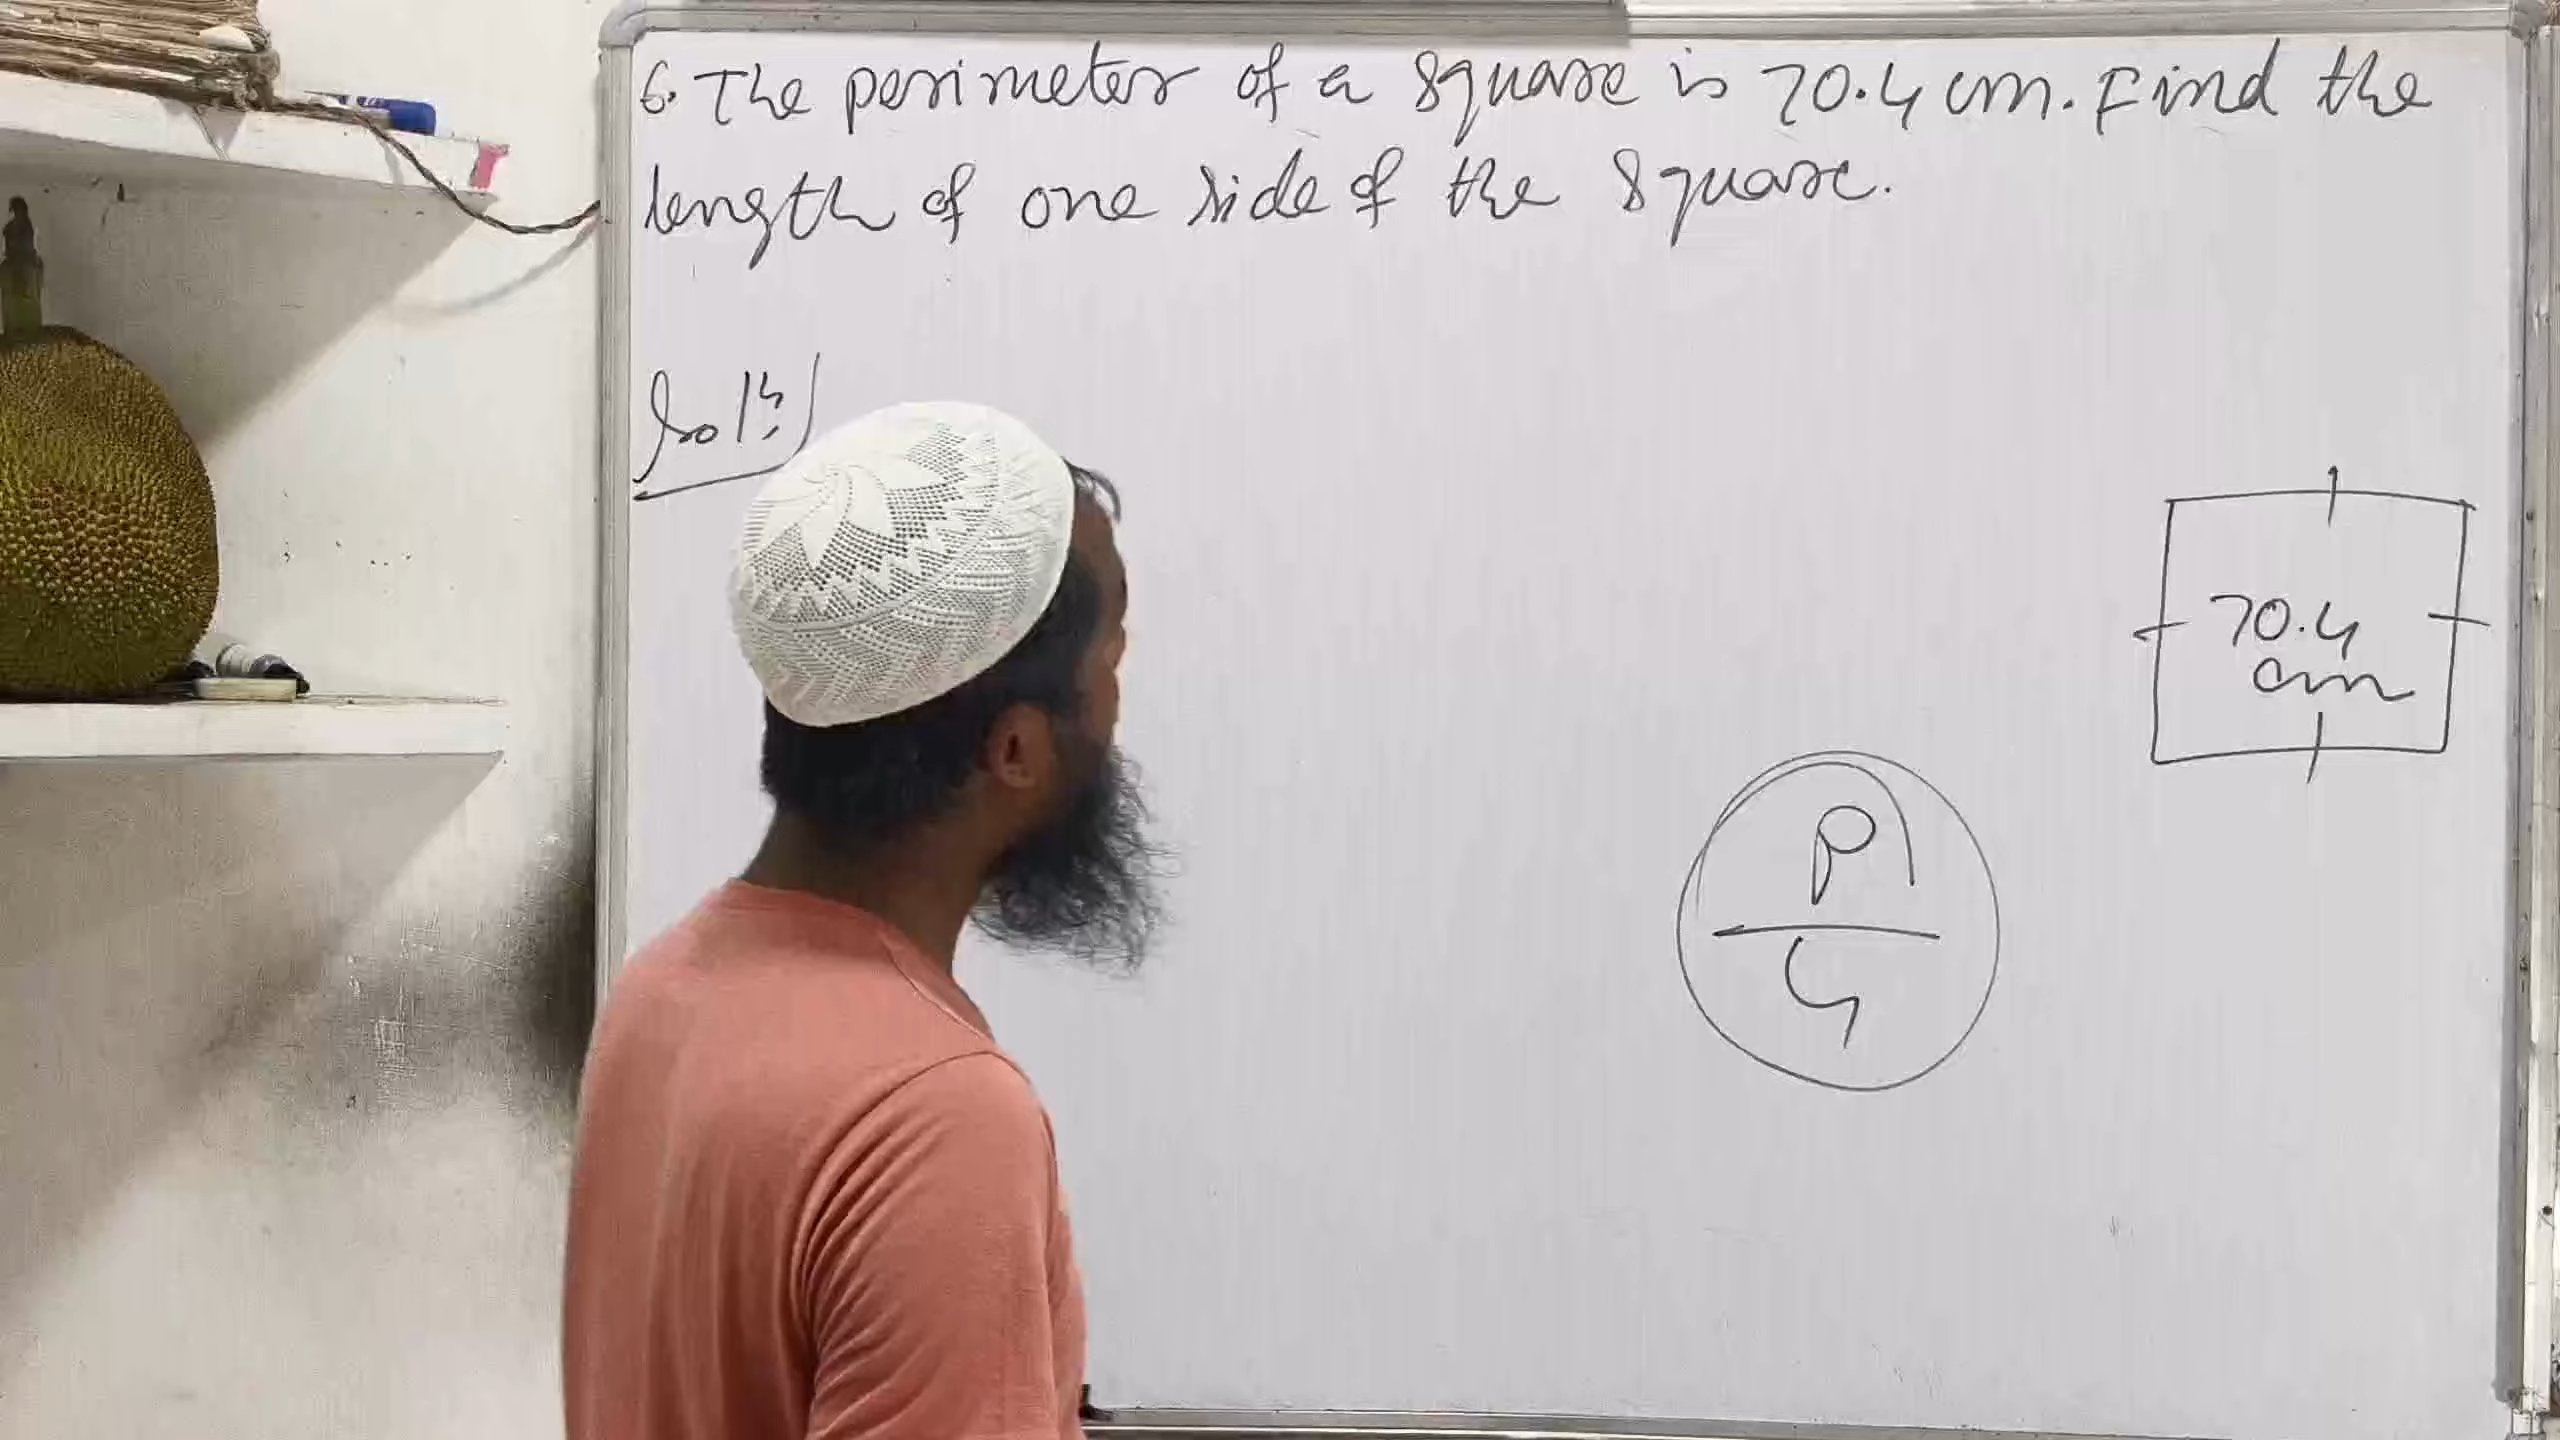 6. The perimeter of a square is 70.4 cm. Find the
length of one side of the square.
Sol?
70.4
cm
P
4